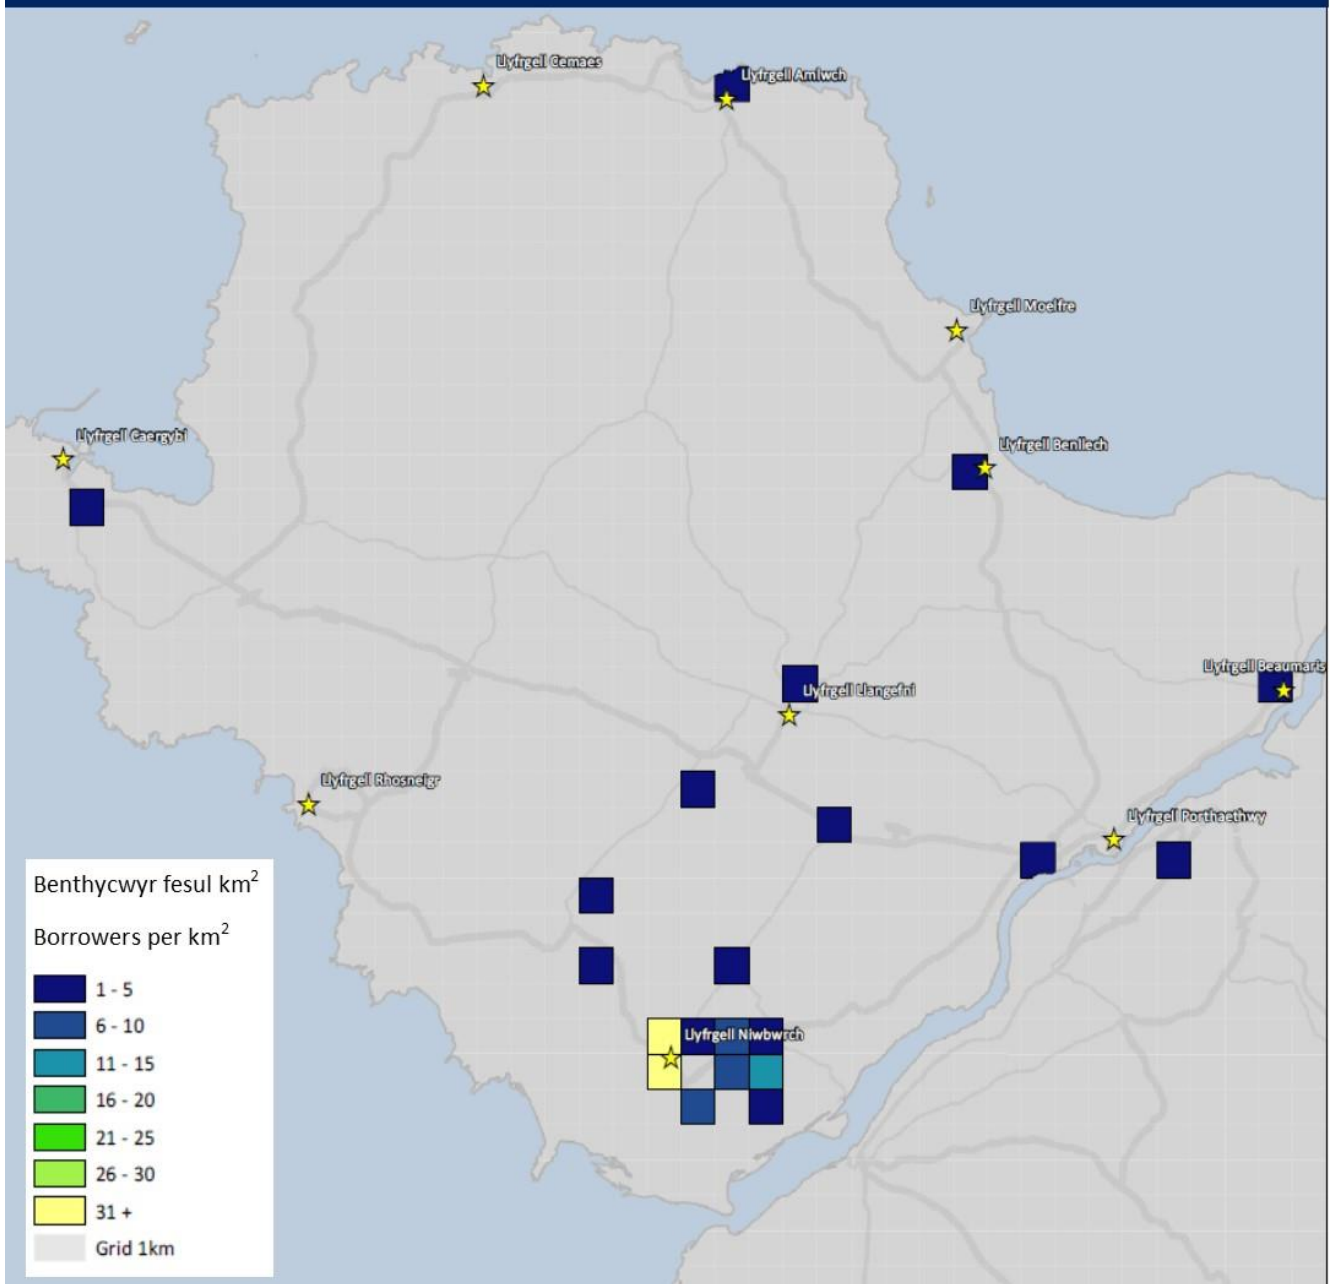 Llyfrgell Cemaes
Llyfrgell Amlwch
Llyfrgell Moelfre
Llyfrgell Caergybi
Llyfrgell Benllech
Llyfrgell Beaumaris
Llyfrgell Llangefni
Llyfrgell Rhosneigr
Llyfrgell Porthaethwy
Llyfrgell Niwbwrch
Benthycwyr fesul km²
Borrowers per km²
1 - 5
6 - 10
11 - 15
16 - 20
21 - 25
26 - 30
31 +
Grid 1km